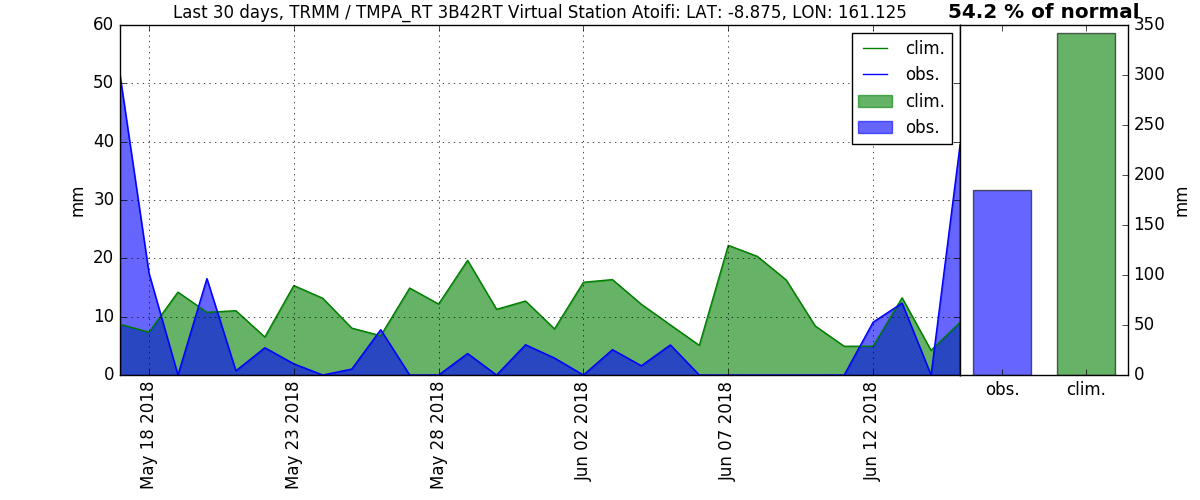 Last 30 days, TRMM / TMPA_RT 3B42RT Virtual Station Atoifi: LAT: -8.875, LON: 161.125
54.2 % of normal
60
50
40
30
20
10
0
mm
clim.
obs.
clim.
obs.
May 18 2018
May 23 2018
May 28 2018
Jun 02 2018
Jun 07 2018
Jun 12 2018
350
300
250
200
150
100
50
0
mm
obs.
clim.